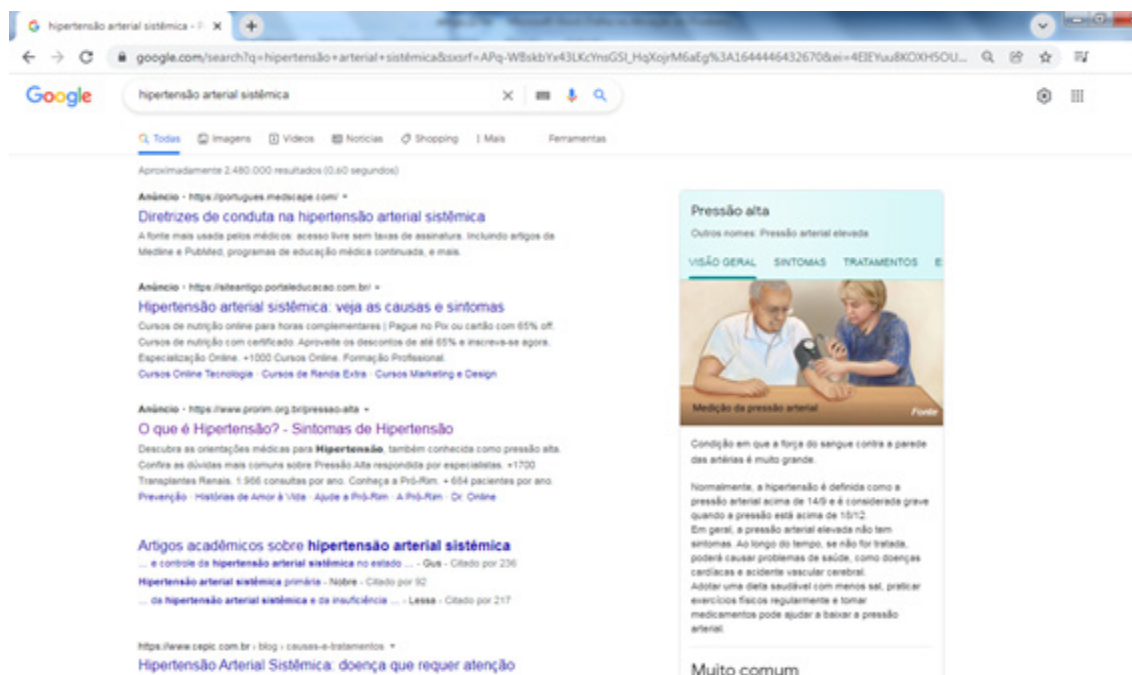 hipertensão arterial sistêmica - P
google.com/search?q=hipertensão+arterial+sistêmica&sxsrf=
Google
hipertensão arterial sistêmica
Todas Imagens Vídeos Notícias Shopping Mais Ferramentas
Aproximadamente 2.480.000 resultados (0,60 segundos)
Anúncio · https://portugues.medscape.com/
Diretrizes de conduta na hipertensão arterial sistêmica
A fonte mais usada pelos médicos: acesso livre sem taxas de assinatura. Incluindo artigos da
Medline e PubMed, programas de educação médica continuada, e mais.
Anúncio · https://siteantigo.portaleducacao.com.br/
Hipertensão arterial sistêmica: veja as causas e sintomas
Cursos de nutrição online para horas complementares | Pague no Pix ou cartão com 65% off.
Cursos de nutrição com certificado. Aproveite os descontos de até 65% e inscreva-se agora.
Especialização Online. +1000 Cursos Online. Formação Profissional.
Cursos Online Tecnologia · Cursos de Renda Extra · Cursos Marketing e Design
Anúncio · https://www.prorim.org.br/pressao-alta
O que é Hipertensão? - Sintomas de Hipertensão
Descubra as orientações médicas para Hipertensão, também conhecida como pressão alta.
Confira as dúvidas mais comuns sobre Pressão Alta respondida por especialistas. +1700
Transplantes Renais. 1.966 consultas por ano. Conheça a Pró-Rim. + 664 pacientes por ano.
Prevenção · Histórias de Amor à Vida · Ajude a Pró-Rim · A Pró-Rim · Dr. Online
Artigos acadêmicos sobre hipertensão arterial sistêmica
... e controle da hipertensão arterial sistêmica no estado ... - Gus - Citado por 236
Hipertensão arterial sistêmica primária - Nobre - Citado por 92
... da hipertensão arterial sistêmica e da insuficiência ... - Lessa - Citado por 217
https://www.cepic.com.br › blog › causas-e-tratamentos
Hipertensão Arterial Sistêmica: doença que requer atenção
Pressão alta
Outros nomes: Pressão arterial elevada
VISÃO GERAL SINTOMAS TRATAMENTOS E
Medição da pressão arterial Fonte
Condição em que a força do sangue contra a parede
das artérias é muito grande.
Normalmente, a hipertensão é definida como a
pressão arterial acima de 14/9 e é considerada grave
quando a pressão está acima de 18/12.
Em geral, a pressão arterial elevada não tem
sintomas. Ao longo do tempo, se não for tratada,
poderá causar problemas de saúde, como doenças
cardíacas e acidente vascular cerebral.
Adotar uma dieta saudável com menos sal, praticar
exercícios físicos regularmente e tomar
medicamentos pode ajudar a baixar a pressão
arterial.
Muito comum